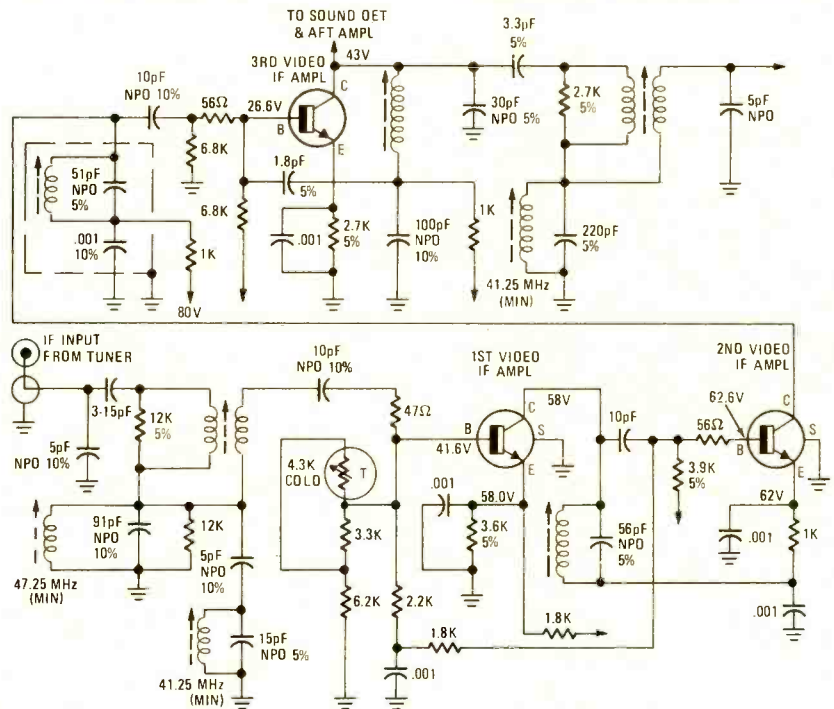 TO SOUND OET
& AFT AMPL
43V
3.3pF
5%
3RD VIDEO
IF AMPL
10pF
NPO 10%
56Ω
26.6V
C
B
E
6.8K
30pF
NPO 5%
2.7K
5%
5pF
NPO
51pF
NPO
5%
1.8pF
5%
.001
10%
1K
80V
6.8K
.001
2.7K
5%
100pF
NPO
10%
1K
220pF
5%
41.25 MHz
(MIN)
IF INPUT
FROM TUNER
3-15pF
5pF
NPO 10%
12K
5%
10pF
NPO 10%
47Ω
1ST VIDEO
IF AMPL
58V
C
B
S
E
41.6V
58.0V
10pF
2ND VIDEO
IF AMPL
62.6V
56Ω
C
B
S
E
62V
3.9K
5%
4.3K
COLD
T
.001
3.6K
5%
56pF
NPO
5%
.001
1K
.001
91pF
NPO
10%
12K
47.25 MHz
(MIN)
5pF
NPO
10%
3.3K
6.2K
2.2K
1.8K
1.8K
.001
15pF
NPO 5%
41.25 MHz
(MIN)